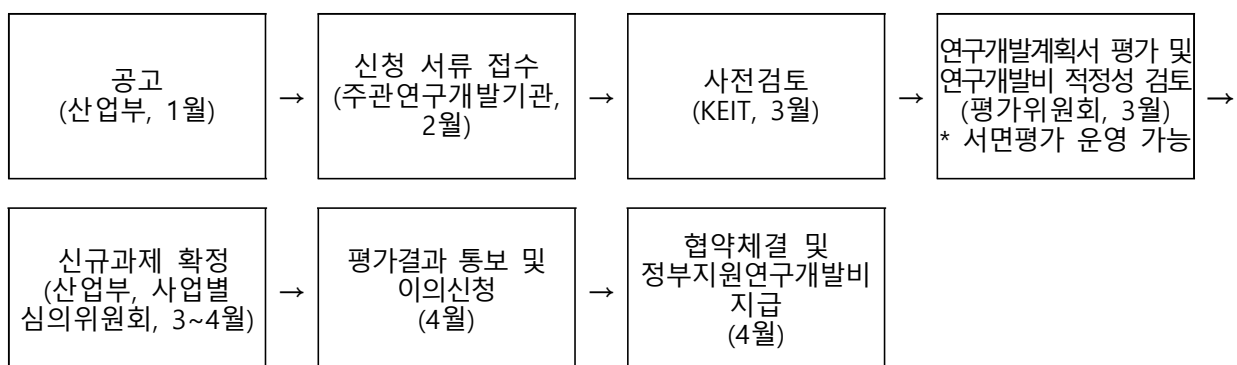 공고
(산업부, 1월)
→
신청 서류 접수
(주관연구개발기관,
2월)
→
사전검토
(KEIT, 3월)
→
연구개발계획서 평가 및
연구개발비 적정성 검토
(평가위원회, 3월)
* 서면평가 운영 가능
→
신규과제 확정
(산업부, 사업별
심의위원회, 3~4월)
→
평가결과 통보 및
이의신청
(4월)
→
협약체결 및
정부지원연구개발비
지급
(4월)